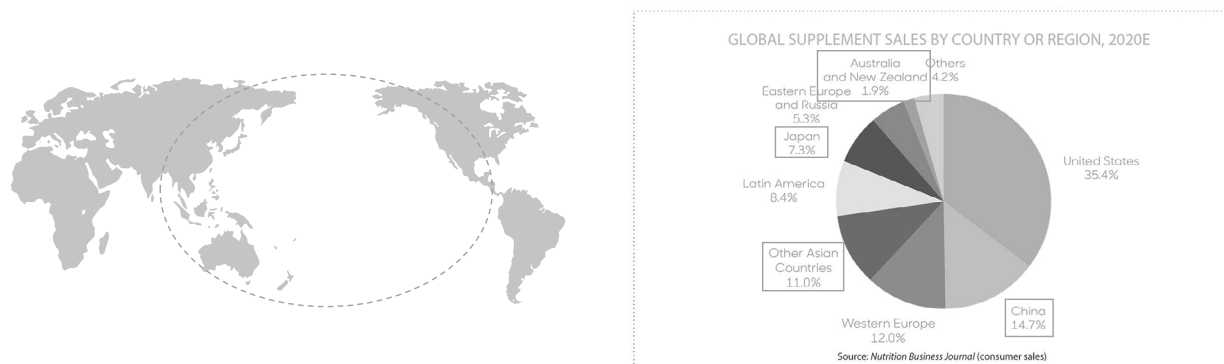 GLOBAL SUPPLEMENT SALES BY COUNTRY OR REGION, 2020E
Australia
and New Zealand
1.9%
Others
4.2%
Eastern Europe
and Russia
5.3%
Japan
7.3%
United States
35.4%
Latin America
8.4%
Other Asian
Countries
11.0%
China
14.7%
Western Europe
12.0%
Source: Nutrition Business Journal (consumer sales)